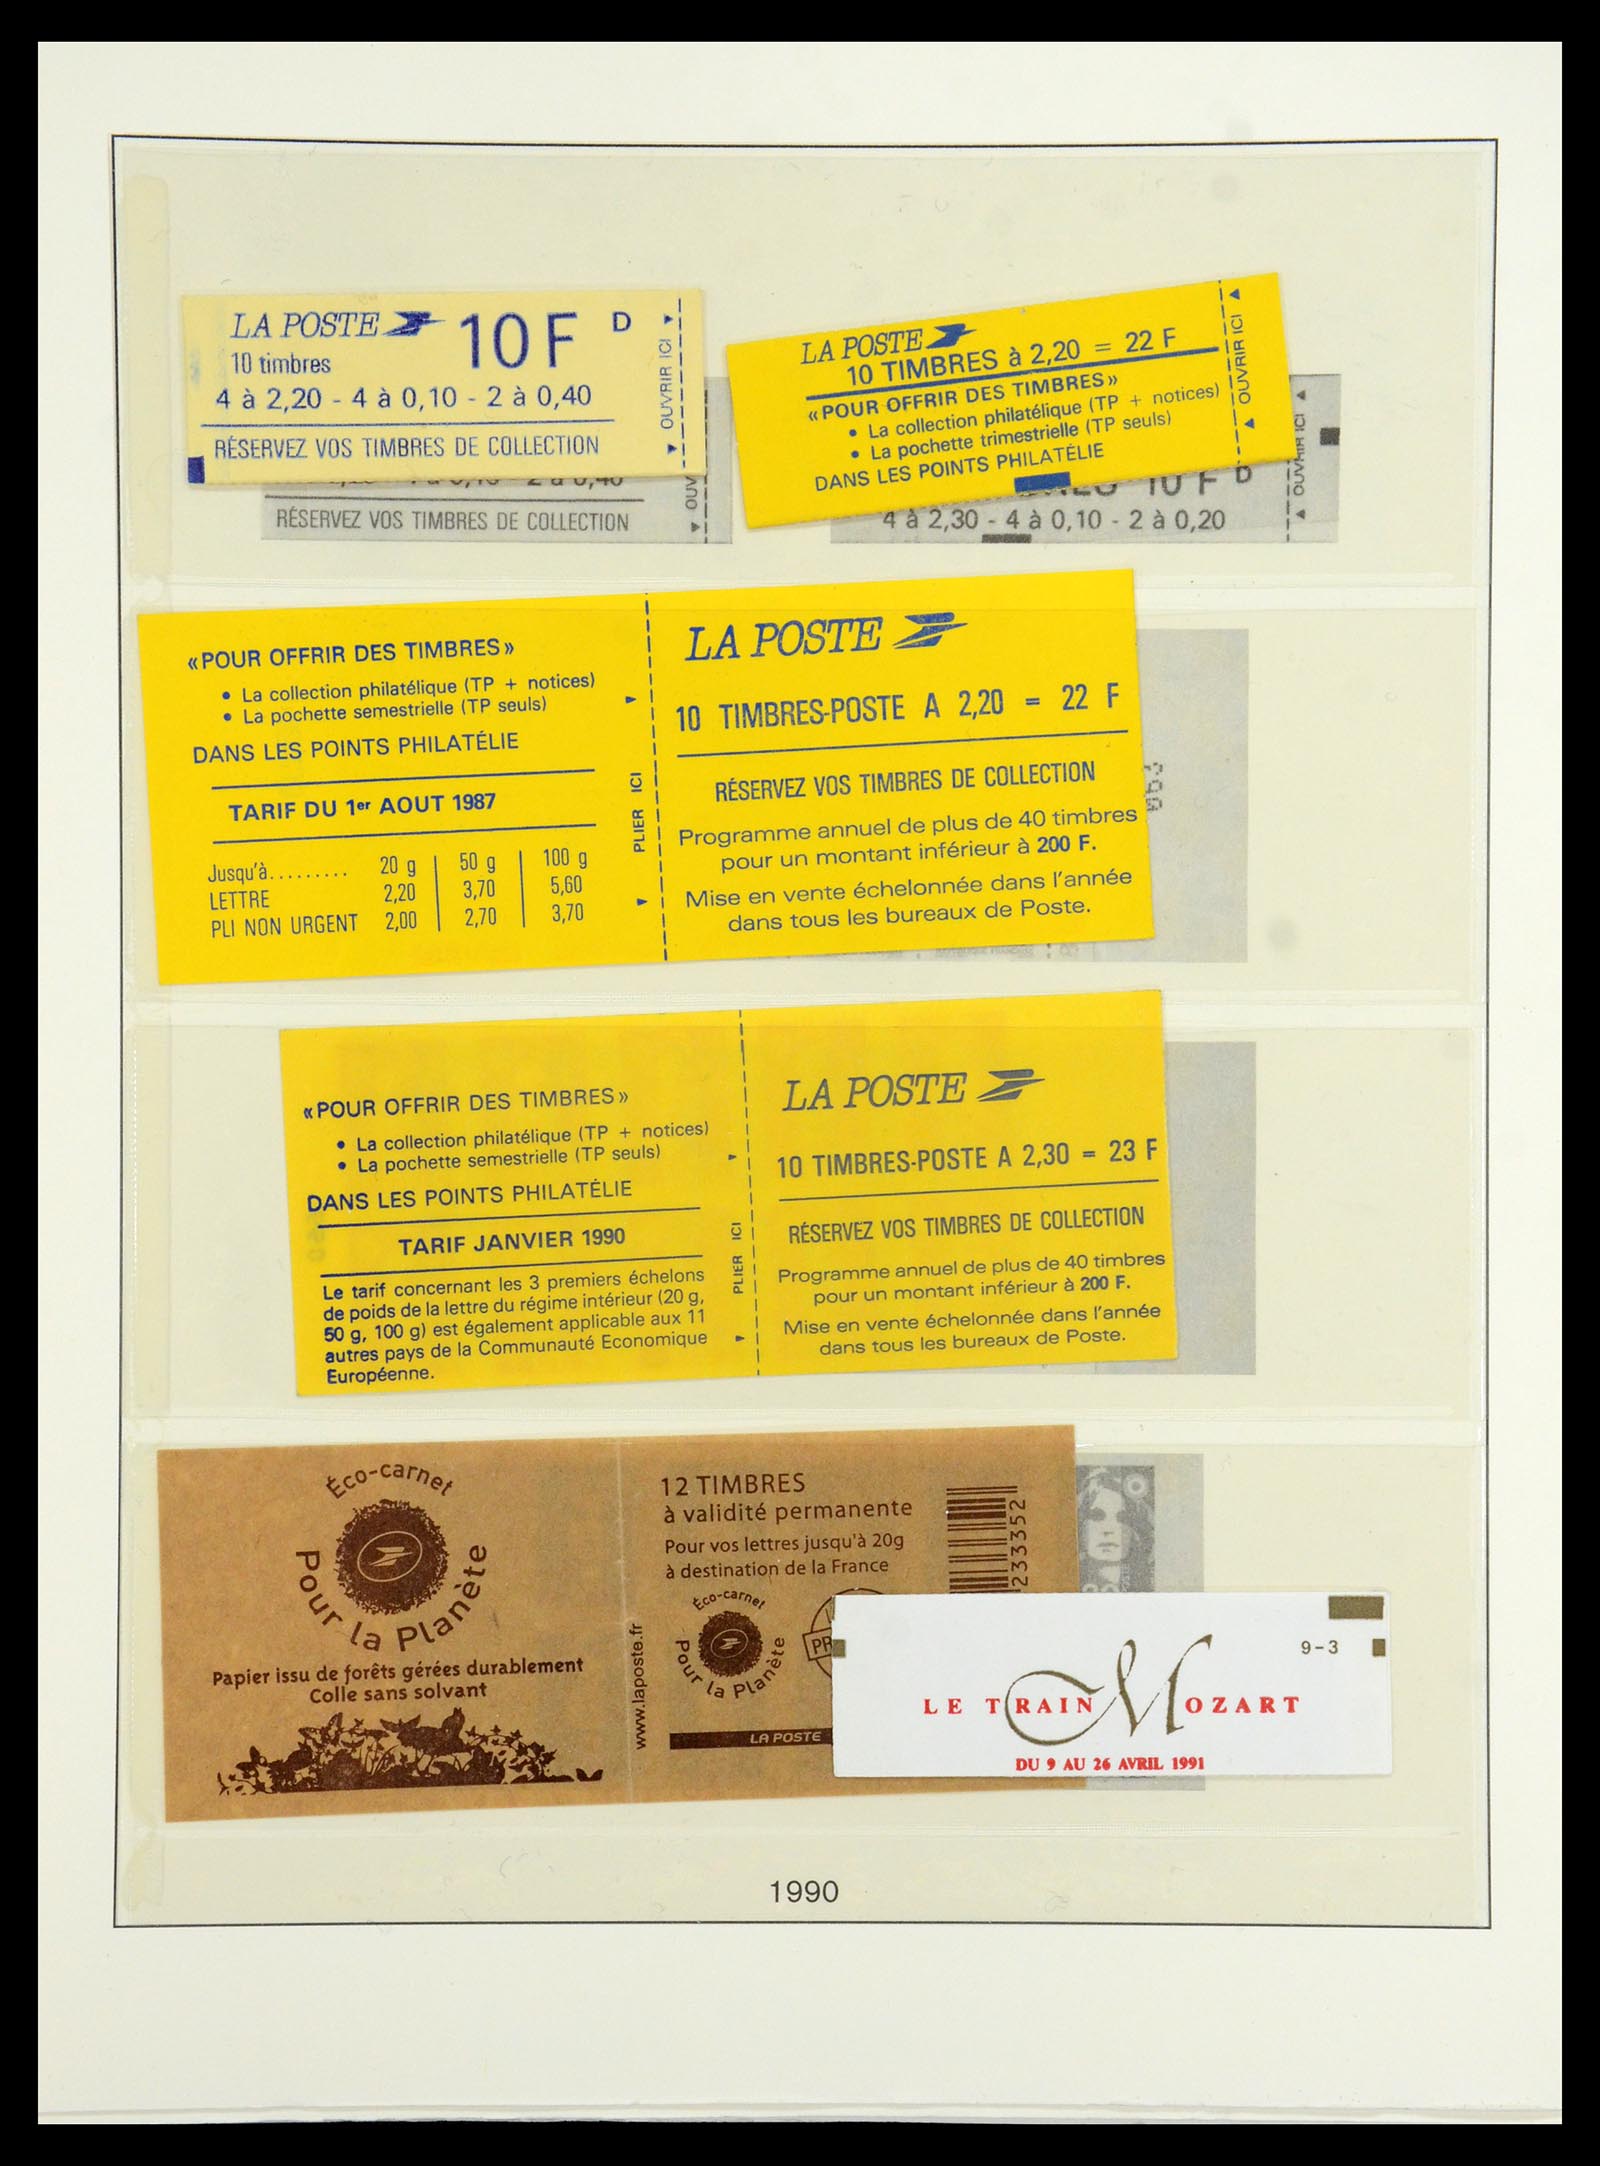 LA POSTE 10F D
10 timbres
4 à 2,20 - 4 à 0,10 - 2 à 0,40
RÉSERVEZ VOS TIMBRES DE COLLECTION
OUVRIR ICI
RÉSERVEZ VOS TIMBRES DE COLLECTION
OUV
LA POSTE
10 TIMBRES à 2,20 = 22 F
«POUR OFFRIR DES TIMBRES»
• La collection philatélique (TP + notices)
• La pochette trimestrielle (TP seuls)
DANS LES POINTS PHILATÉLIE
OUVRIR ICI
10 F D
4 à 2,30 - 4 à 0,10 - 2 à 0,20
OUVRIR ICI
«POUR OFFRIR DES TIMBRES»
• La collection philatélique (TP + notices)
• La pochette semestrielle (TP seuls)
DANS LES POINTS PHILATÉLIE
TARIF DU 1er AOUT 1987
Jusqu'à......... 20 g 50 g 100 g
LETTRE 2,20 3,70 5,60
PLI NON URGENT 2,00 2,70 3,70
PLIER ICI
LA POSTE
10 TIMBRES-POSTE A 2,20 = 22 F
RÉSERVEZ VOS TIMBRES DE COLLECTION
Programme annuel de plus de 40 timbres
pour un montant inférieur à 200 F.
Mise en vente échelonnée dans l'année
dans tous les bureaux de Poste.
«POUR OFFRIR DES TIMBRES»
• La collection philatélique (TP + notices)
• La pochette semestrielle (TP seuls)
DANS LES POINTS PHILATÉLIE
TARIF JANVIER 1990
Le tarif concernant les 3 premiers échelons
de poids de la lettre du régime intérieur (20 g,
50 g, 100 g) est également applicable aux 11
autres pays de la Communauté Economique
Européenne.
PLIER ICI
LA POSTE
10 TIMBRES-POSTE A 2,30 = 23 F
RÉSERVEZ VOS TIMBRES DE COLLECTION
Programme annuel de plus de 40 timbres
pour un montant inférieur à 200 F.
Mise en vente échelonnée dans l'année
dans tous les bureaux de Poste.
Éco-carnet
Pour la Planète
Papier issu de forêts gérées durablement
Colle sans solvant
www.laposte.fr
12 TIMBRES
à validité permanente
Pour vos lettres jusqu'à 20g
à destination de la France
Éco-carnet
Pour la Planète
PR
LA POSTE
233352
9-3
LE TRAIN MOZART
DU 9 AU 26 AVRIL 1991
1990